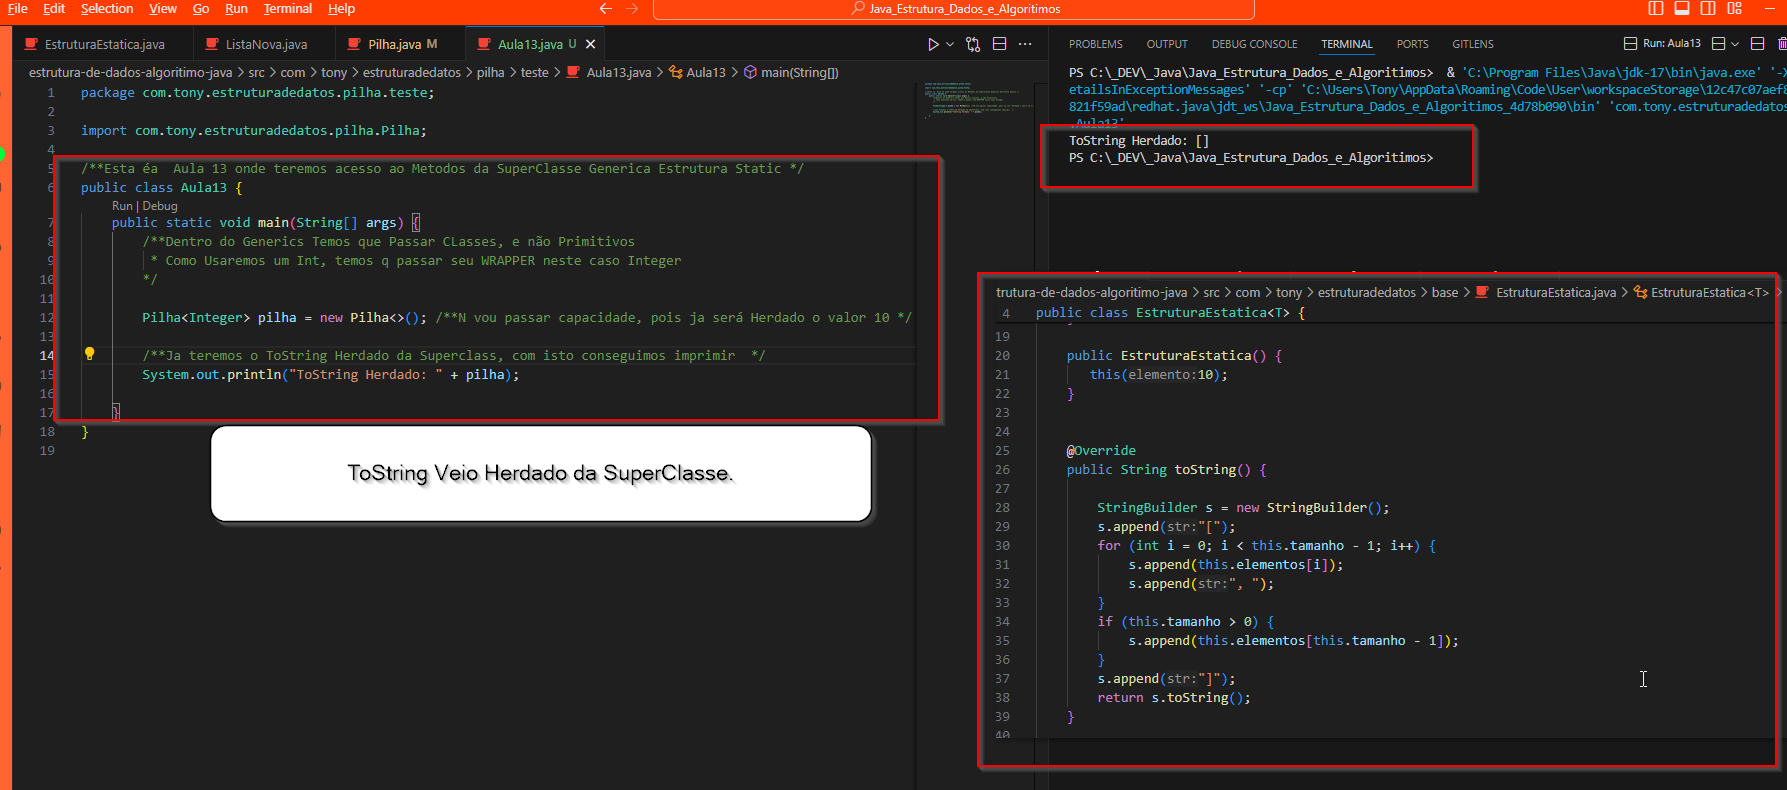 File Edit Selection View Go Run Terminal Help
Java_Estrutura_Dados_e_Algoritimos
EstruturaEstatica.java
ListaNova.java
Pilha.java M
Aula13.java U
estrutura-de-dados-algoritimo-java > src > com > tony > estruturadedatos > pilha > teste > Aula13.java > Aula13 > main(String[])
1 package com.tony.estruturadedatos.pilha.teste;
2
3 import com.tony.estruturadedatos.pilha.Pilha;
4
5 /**Esta éa  Aula 13 onde teremos acesso ao Metodos da SuperClasse Generica Estrutura Static */
6 public class Aula13 {
Run | Debug
7 public static void main(String[] args) {
8 /**Dentro do Generics Temos que Passar CLasses, e não Primitivos
9 * Como Usaremos um Int, temos q passar seu WRAPPER neste caso Integer
10 */
11
12 Pilha<Integer> pilha = new Pilha<>(); /**N vou passar capacidade, pois ja será Herdado o valor 10 */
13
14 /**Ja teremos o ToString Herdado da Superclass, com isto conseguimos imprimir  */
15 System.out.println("ToString Herdado: " + pilha);
16
17 }
18 }
19
ToString Veio Herdado da SuperClasse.
PROBLEMS OUTPUT DEBUG CONSOLE TERMINAL PORTS GITLENS
Run: Aula13
PS C:\_DEV\_Java\Java_Estrutura_Dados_e_Algoritimos>  & 'C:\Program Files\Java\jdk-17\bin\java.exe' '-X
etailsInExceptionMessages' '-cp' 'C:\Users\Tony\AppData\Roaming\Code\User\workspaceStorage\12c47c07aef8
821f59ad\redhat.java\jdt_ws\Java_Estrutura_Dados_e_Algoritimos_4d78b090\bin' 'com.tony.estruturadedatos
.Aula13'
ToString Herdado: []
PS C:\_DEV\_Java\Java_Estrutura_Dados_e_Algoritimos>
trutura-de-dados-algoritimo-java > src > com > tony > estruturadedatos > base > EstruturaEstatica.java > EstruturaEstatica<T> >
4 public class EstruturaEstatica<T> {
19
20 public EstruturaEstatica() {
21 this(elemento:10);
22 }
23
24
25 @Override
26 public String toString() {
27
28 StringBuilder s = new StringBuilder();
29 s.append(str:"[");
30 for (int i = 0; i < this.tamanho - 1; i++) {
31 s.append(this.elementos[i]);
32 s.append(str:", ");
33 }
34 if (this.tamanho > 0) {
35 s.append(this.elementos[this.tamanho - 1]);
36 }
37 s.append(str:"]");
38 return s.toString();
39 }
40